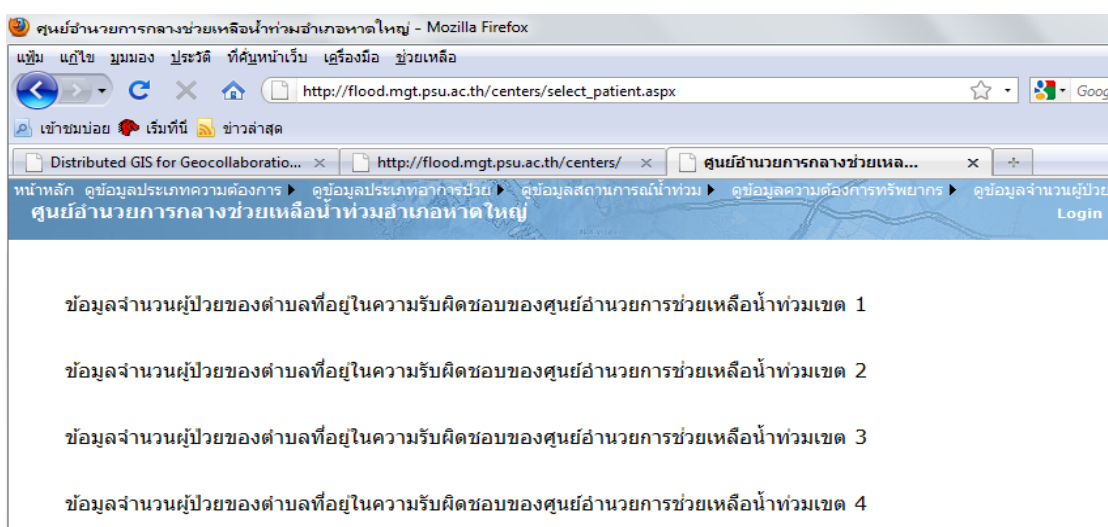 ศูนย์อำนวยการกลางช่วยเหลือน้ำท่วมอำเภอหาดใหญ่ - Mozilla Firefox
แฟ้ม แก้ไข มุมมอง ประวัติ ที่คั่นหน้าเว็บ เครื่องมือ ช่วยเหลือ
http://flood.mgt.psu.ac.th/centers/select_patient.aspx Goog
เข้าชมบ่อย เริ่มที่นี่ ข่าวล่าสุด
Distributed GIS for Geocollaboratio... http://flood.mgt.psu.ac.th/centers/ ศูนย์อำนวยการกลางช่วยเหล...
หน้าหลัก ดูข้อมูลประเภทความต้องการ ดูข้อมูลประเภทอาการป่วย ดูข้อมูลสถานการณ์น้ำท่วม ดูข้อมูลความต้องการทรัพยากร ดูข้อมูลจำนวนผู้ป่วย
ศูนย์อำนวยการกลางช่วยเหลือน้ำท่วมอำเภอหาดใหญ่ Login
ข้อมูลจำนวนผู้ป่วยของตำบลที่อยู่ในความรับผิดชอบของศูนย์อำนวยการช่วยเหลือน้ำท่วมเขต 1
ข้อมูลจำนวนผู้ป่วยของตำบลที่อยู่ในความรับผิดชอบของศูนย์อำนวยการช่วยเหลือน้ำท่วมเขต 2
ข้อมูลจำนวนผู้ป่วยของตำบลที่อยู่ในความรับผิดชอบของศูนย์อำนวยการช่วยเหลือน้ำท่วมเขต 3
ข้อมูลจำนวนผู้ป่วยของตำบลที่อยู่ในความรับผิดชอบของศูนย์อำนวยการช่วยเหลือน้ำท่วมเขต 4